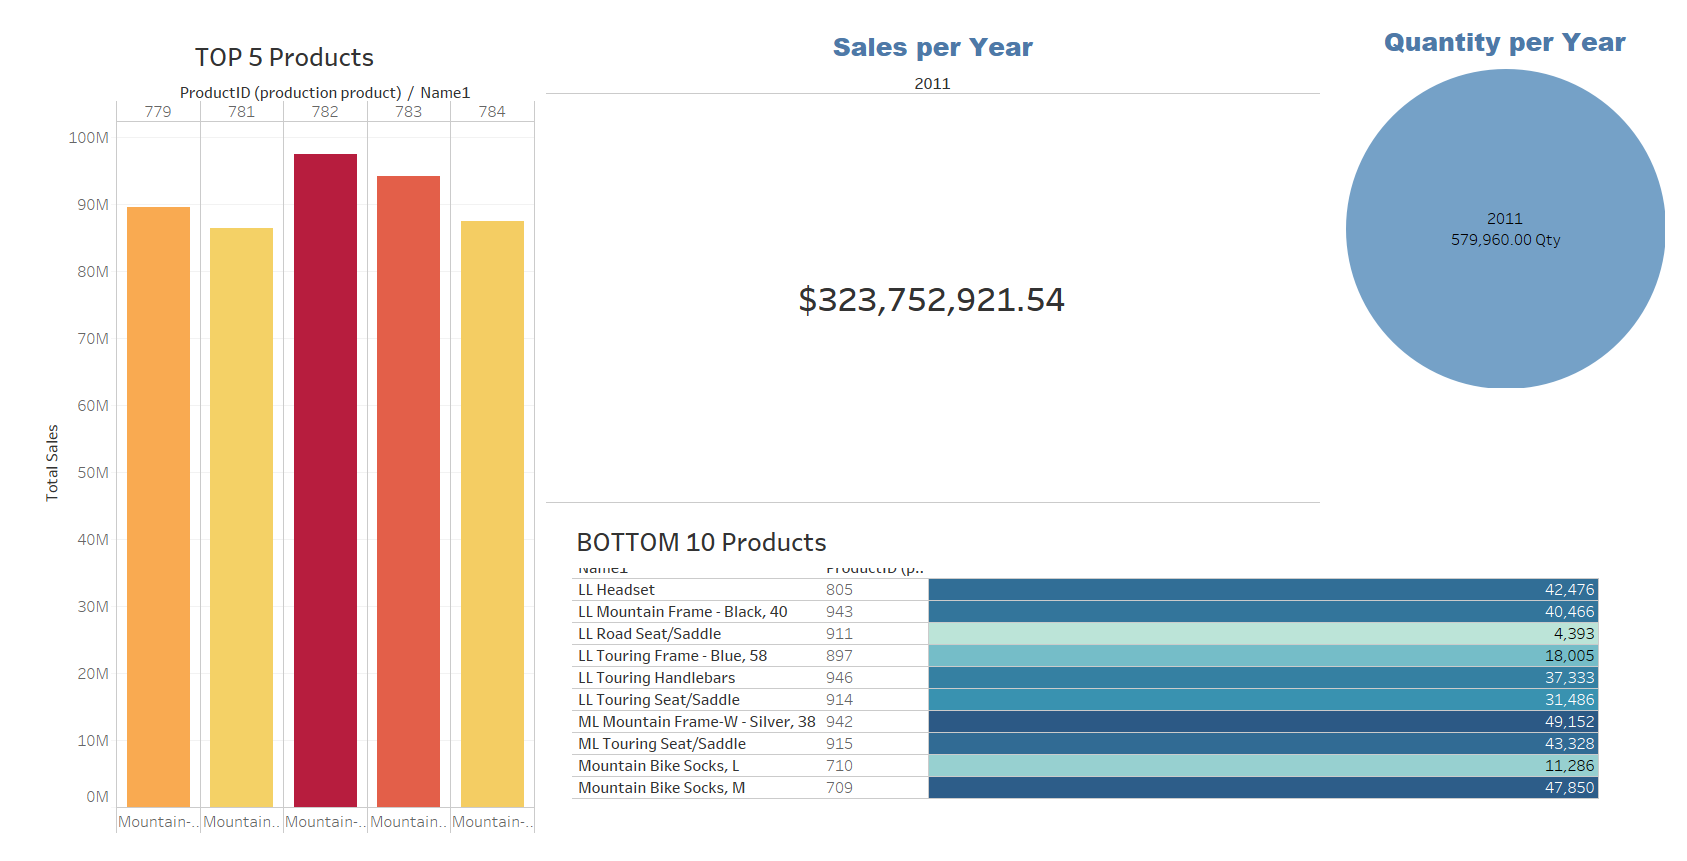 TOP 5 Products
ProductID (production product) / Name1
779 781 782 783 784
100M
90M
80M
70M
60M
50M
40M
30M
20M
10M
0M
Total Sales
Mountain-.. Mountain.. Mountain-.. Mountain.. Mountain-..
Sales per Year
2011
$323,752,921.54
Quantity per Year
2011
579,960.00 Qty
BOTTOM 10 Products
Name1 ProductID (p..
LL Headset 805 42,476
LL Mountain Frame - Black, 40 943 40,466
LL Road Seat/Saddle 911 4,393
LL Touring Frame - Blue, 58 897 18,005
LL Touring Handlebars 946 37,333
LL Touring Seat/Saddle 914 31,486
ML Mountain Frame-W - Silver, 38 942 49,152
ML Touring Seat/Saddle 915 43,328
Mountain Bike Socks, L 710 11,286
Mountain Bike Socks, M 709 47,850